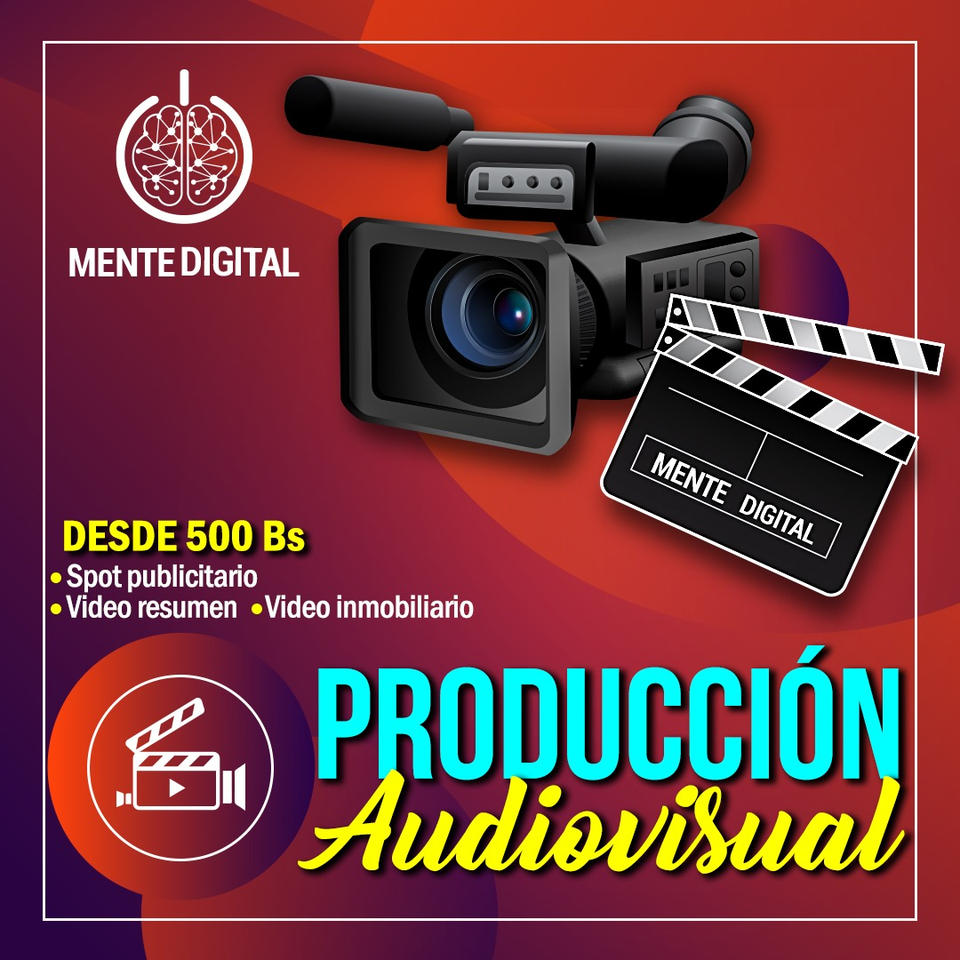 MENTE DIGITAL
MENTE DIGITAL
DESDE 500 Bs
• Spot publicitario
• Video resumen • Video inmobiliario
PRODUCCIÓN
Audiovisual